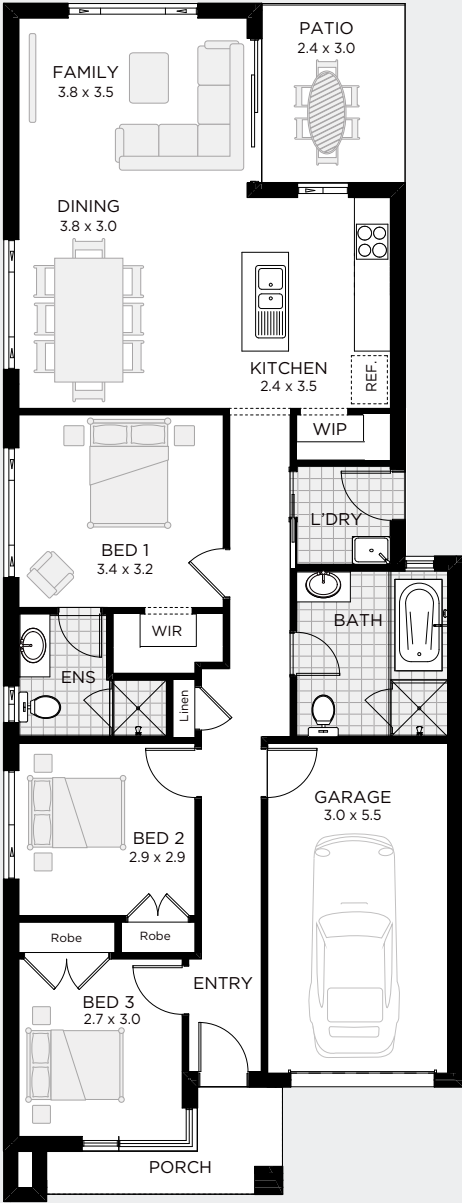 PATIO
2.4 x 3.0
FAMILY
3.8 x 3.5
DINING
3.8 x 3.0
KITCHEN
2.4 x 3.5
REF.
WIP
L'DRY
BED 1
3.4 x 3.2
WIR
BATH
ENS
Linen
GARAGE
3.0 x 5.5
BED 2
2.9 x 2.9
Robe
Robe
ENTRY
BED 3
2.7 x 3.0
PORCH